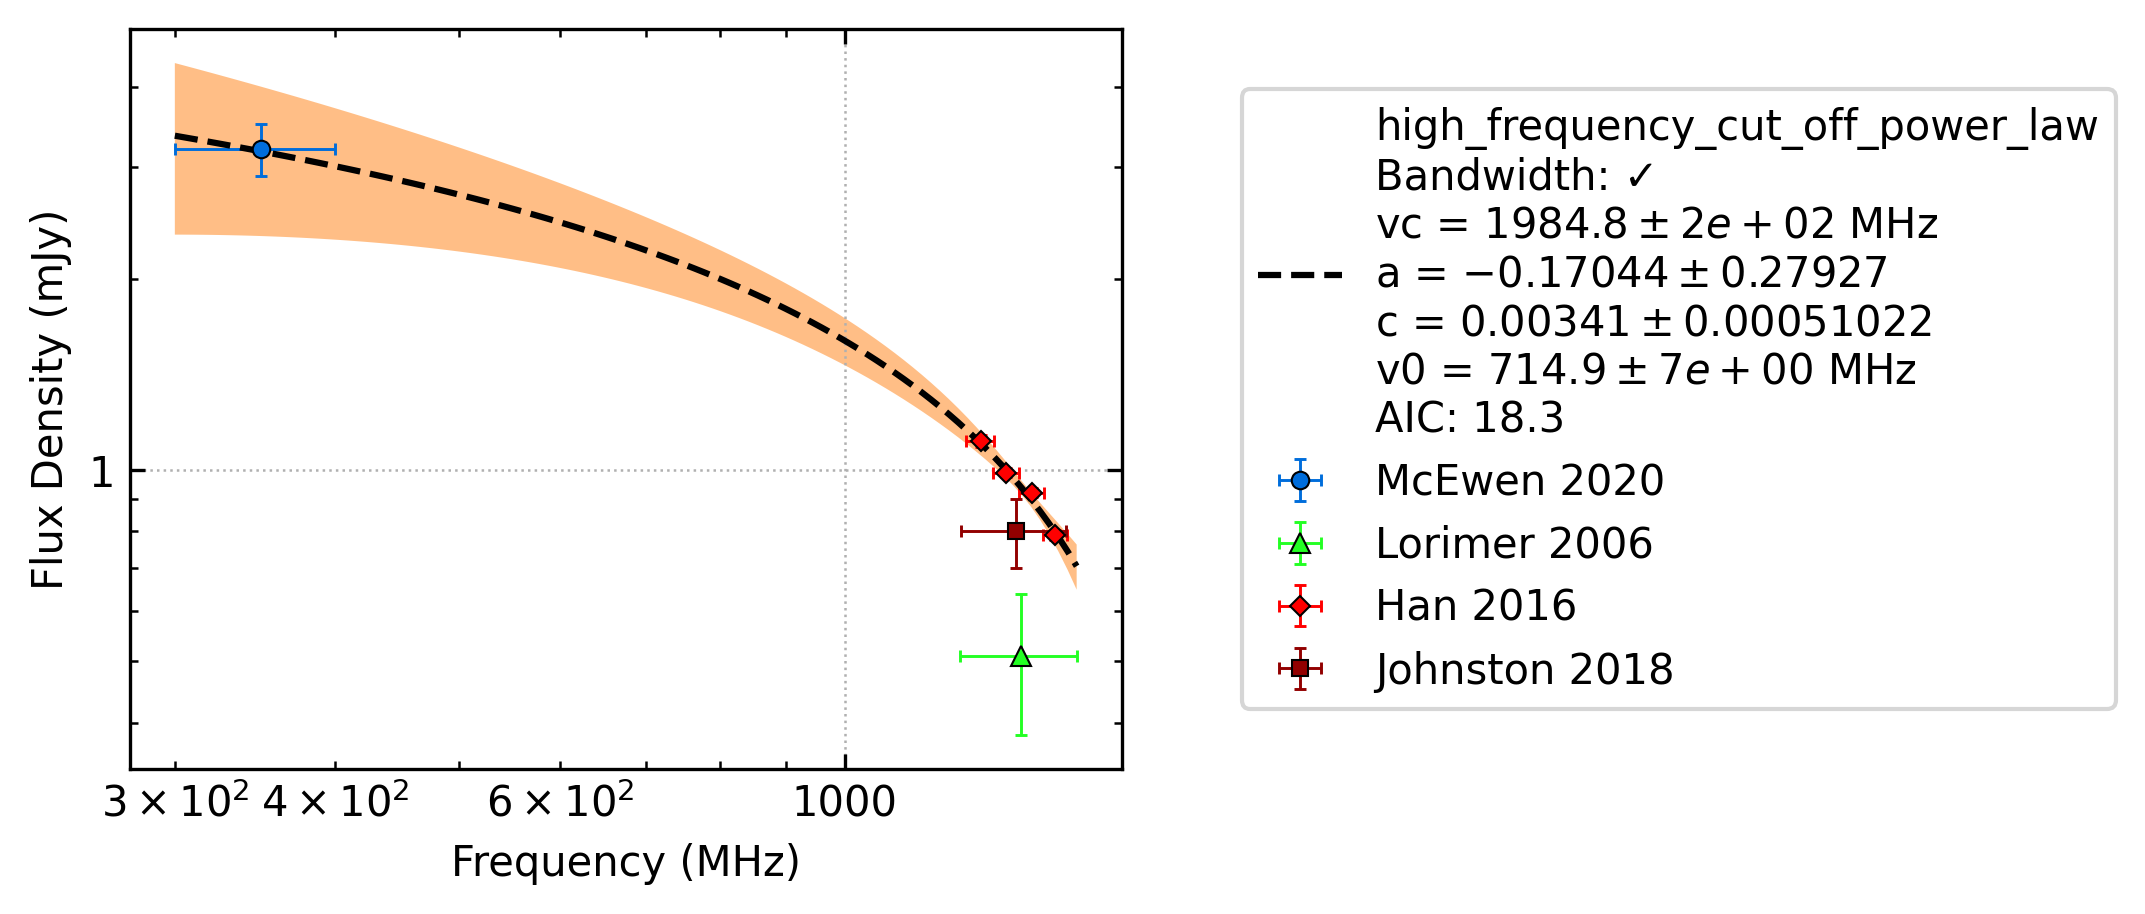 Flux Density (mJy)
1
3 × 10² 4 × 10² 6 × 10² 1000
Frequency (MHz)
high_frequency_cut_off_power_law
Bandwidth: ✓
vc = 1984.8 ± 2e + 02 MHz
a = −0.17044 ± 0.27927
c = 0.00341 ± 0.00051022
v0 = 714.9 ± 7e + 00 MHz
AIC: 18.3
McEwen 2020
Lorimer 2006
Han 2016
Johnston 2018